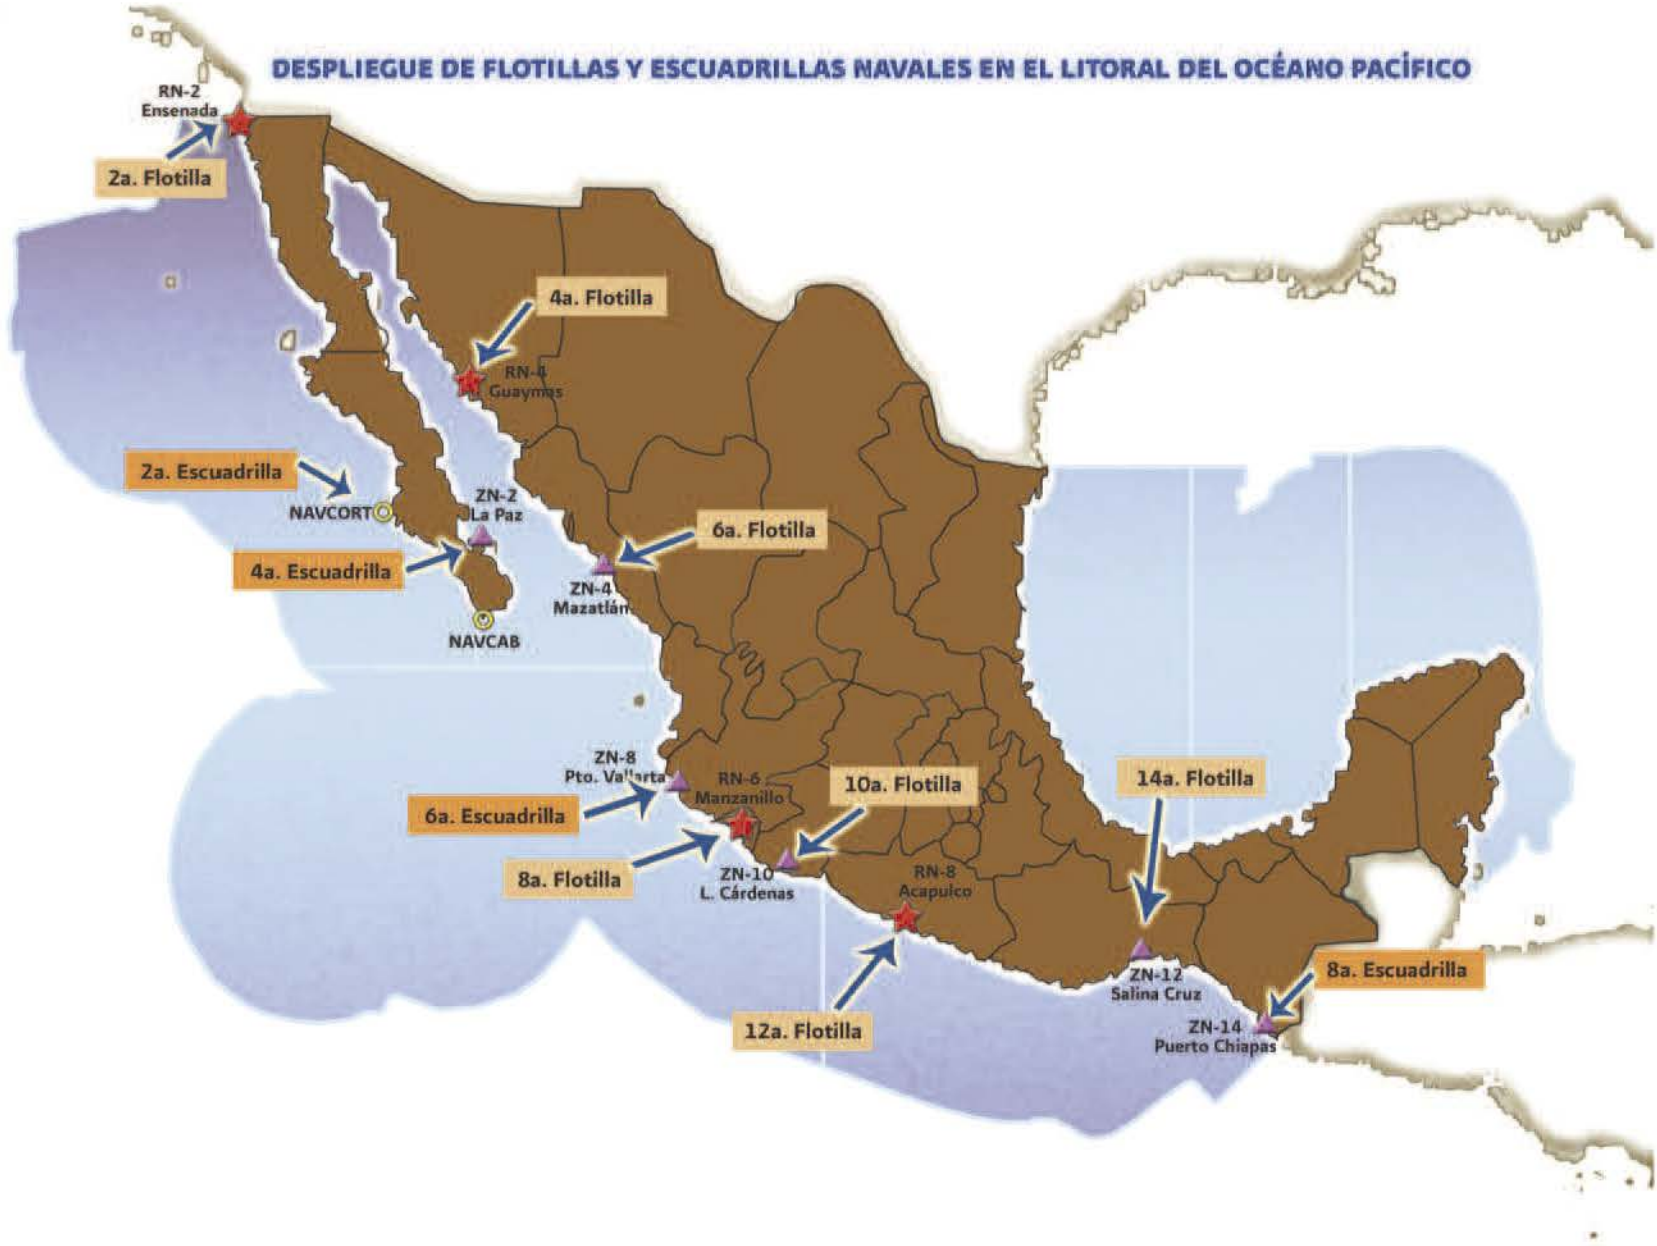 DESPLIEGUE DE FLOTILLAS Y ESCUADRILLAS NAVALES EN EL LITORAL DEL OCÉANO PACÍFICO
RN-2
Ensenada
2a. Flotilla
4a. Flotilla
RN-4
Guaymas
2a. Escuadrilla
NAVCORT
ZN-2
La Paz
4a. Escuadrilla
6a. Flotilla
ZN-4
Mazatlán
NAVCAB
ZN-8
Pto. Vallarta
6a. Escuadrilla
RN-6
Manzanillo
8a. Flotilla
10a. Flotilla
ZN-10
L. Cárdenas
RN-8
Acapulco
12a. Flotilla
14a. Flotilla
ZN-12
Salina Cruz
8a. Escuadrilla
ZN-14
Puerto Chiapas